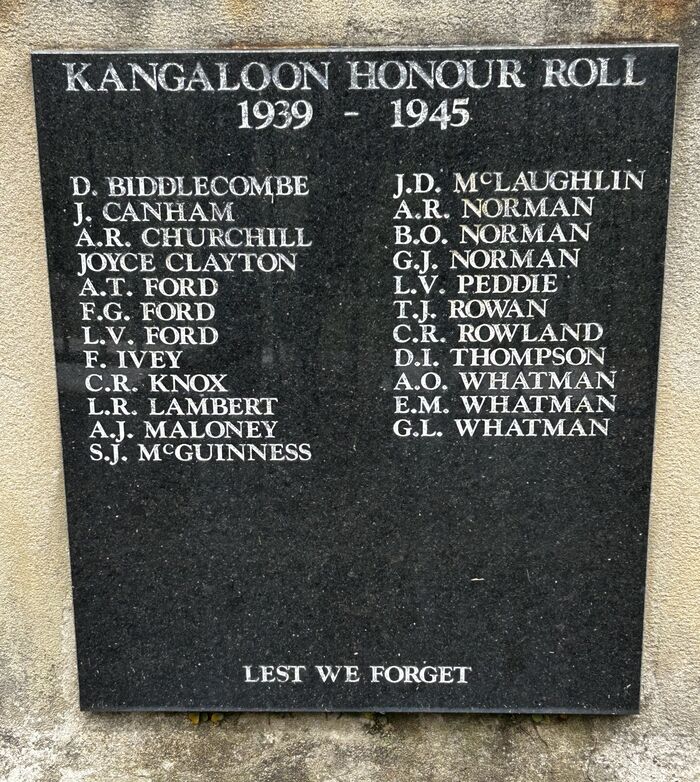 KANGALOON HONOUR ROLL
1939 - 1945
D. BIDDLECOMBE
J. CANHAM
A.R. CHURCHILL
JOYCE CLAYTON
A.T. FORD
F.G. FORD
L.V. FORD
F. IVEY
C.R. KNOX
L.R. LAMBERT
A.J. MALONEY
S.J. McGUINNESS
J.D. McLAUGHLIN
A.R. NORMAN
B.O. NORMAN
G.J. NORMAN
L.V. PEDDIE
T.J. ROWAN
C.R. ROWLAND
D.I. THOMPSON
A.O. WHATMAN
E.M. WHATMAN
G.L. WHATMAN
LEST WE FORGET